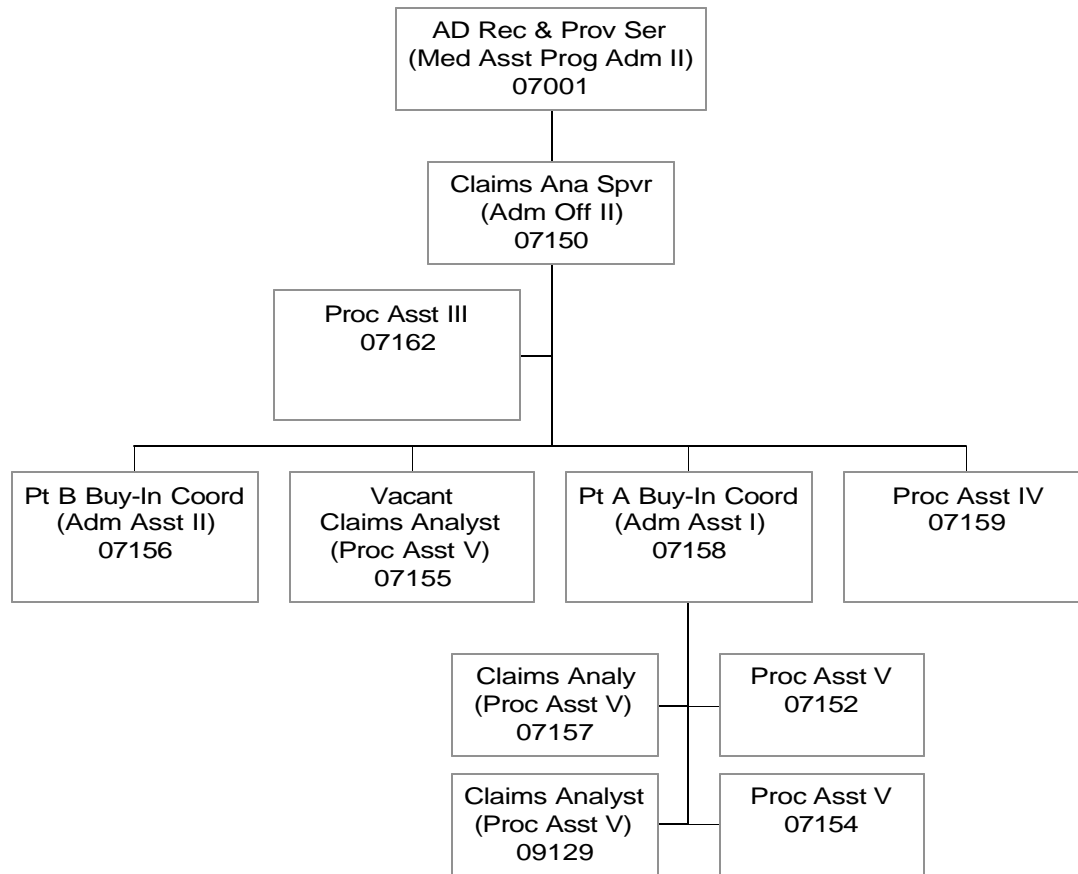 AD Rec & Prov Ser
(Med Asst Prog Adm II)
07001
Claims Ana Spvr
(Adm Off II)
07150
Proc Asst III
07162
Pt B Buy-In Coord
(Adm Asst II)
07156
Vacant
Claims Analyst
(Proc Asst V)
07155
Pt A Buy-In Coord
(Adm Asst I)
07158
Proc Asst IV
07159
Claims Analy
(Proc Asst V)
07157
Proc Asst V
07152
Claims Analyst
(Proc Asst V)
09129
Proc Asst V
07154